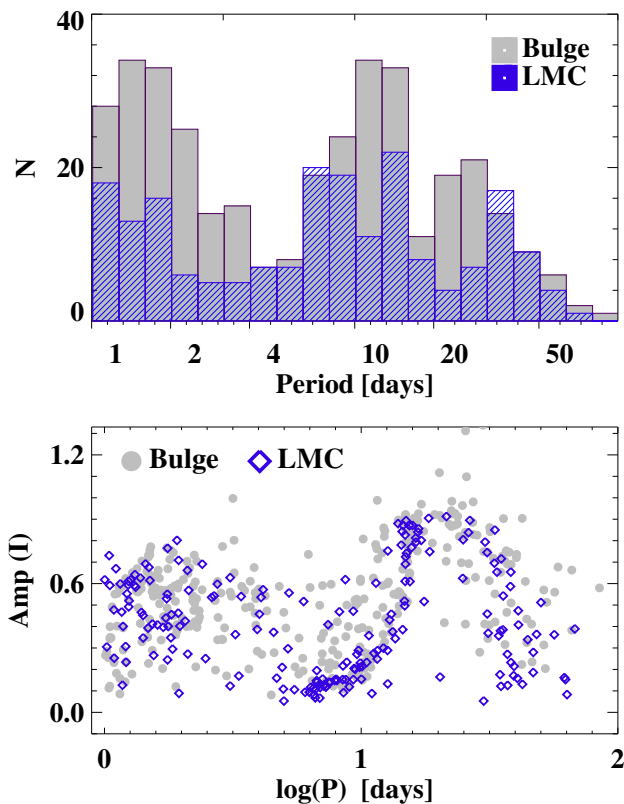 40
Bulge
LMC
20
N
0
1 2 4 10 20 50
Period [days]
Bulge LMC
1.2
0.6
Amp (I)
0.0
0 1 2
log(P) [days]